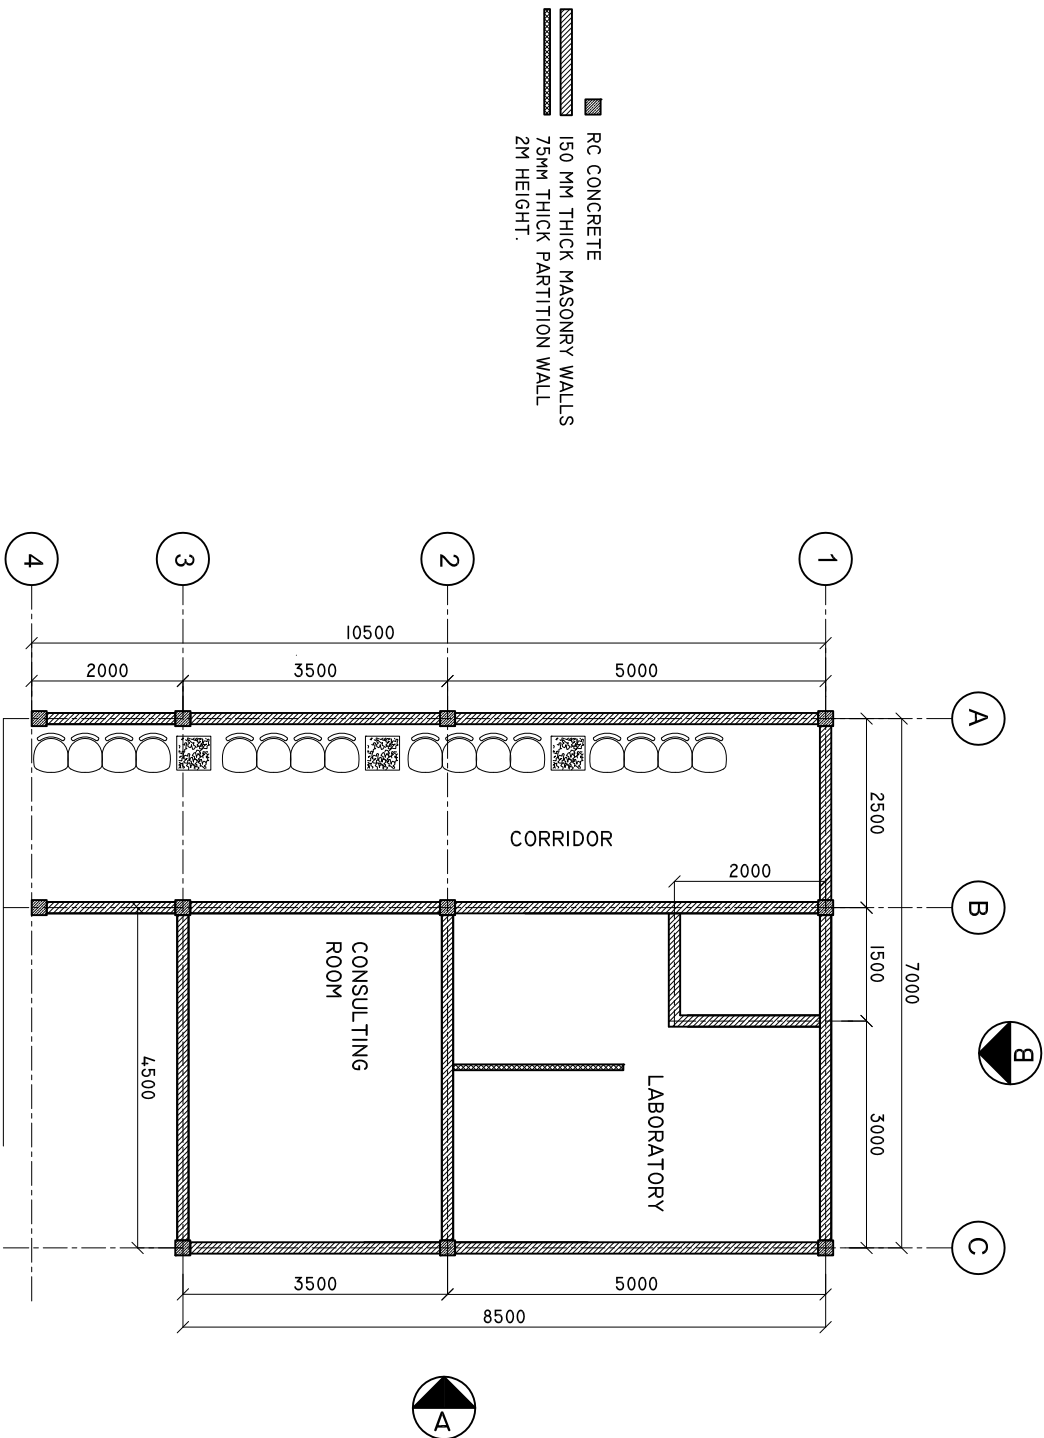 RC CONCRETE
150 MM THICK MASONRY WALLS
75MM THICK PARTITION WALL
2M HEIGHT.
4
3
2
1
10500
2000
3500
5000
A
B
C
2500
1500
3000
7000
2000
CORRIDOR
CONSULTING
ROOM
LABORATORY
4500
3500
5000
8500
B
A